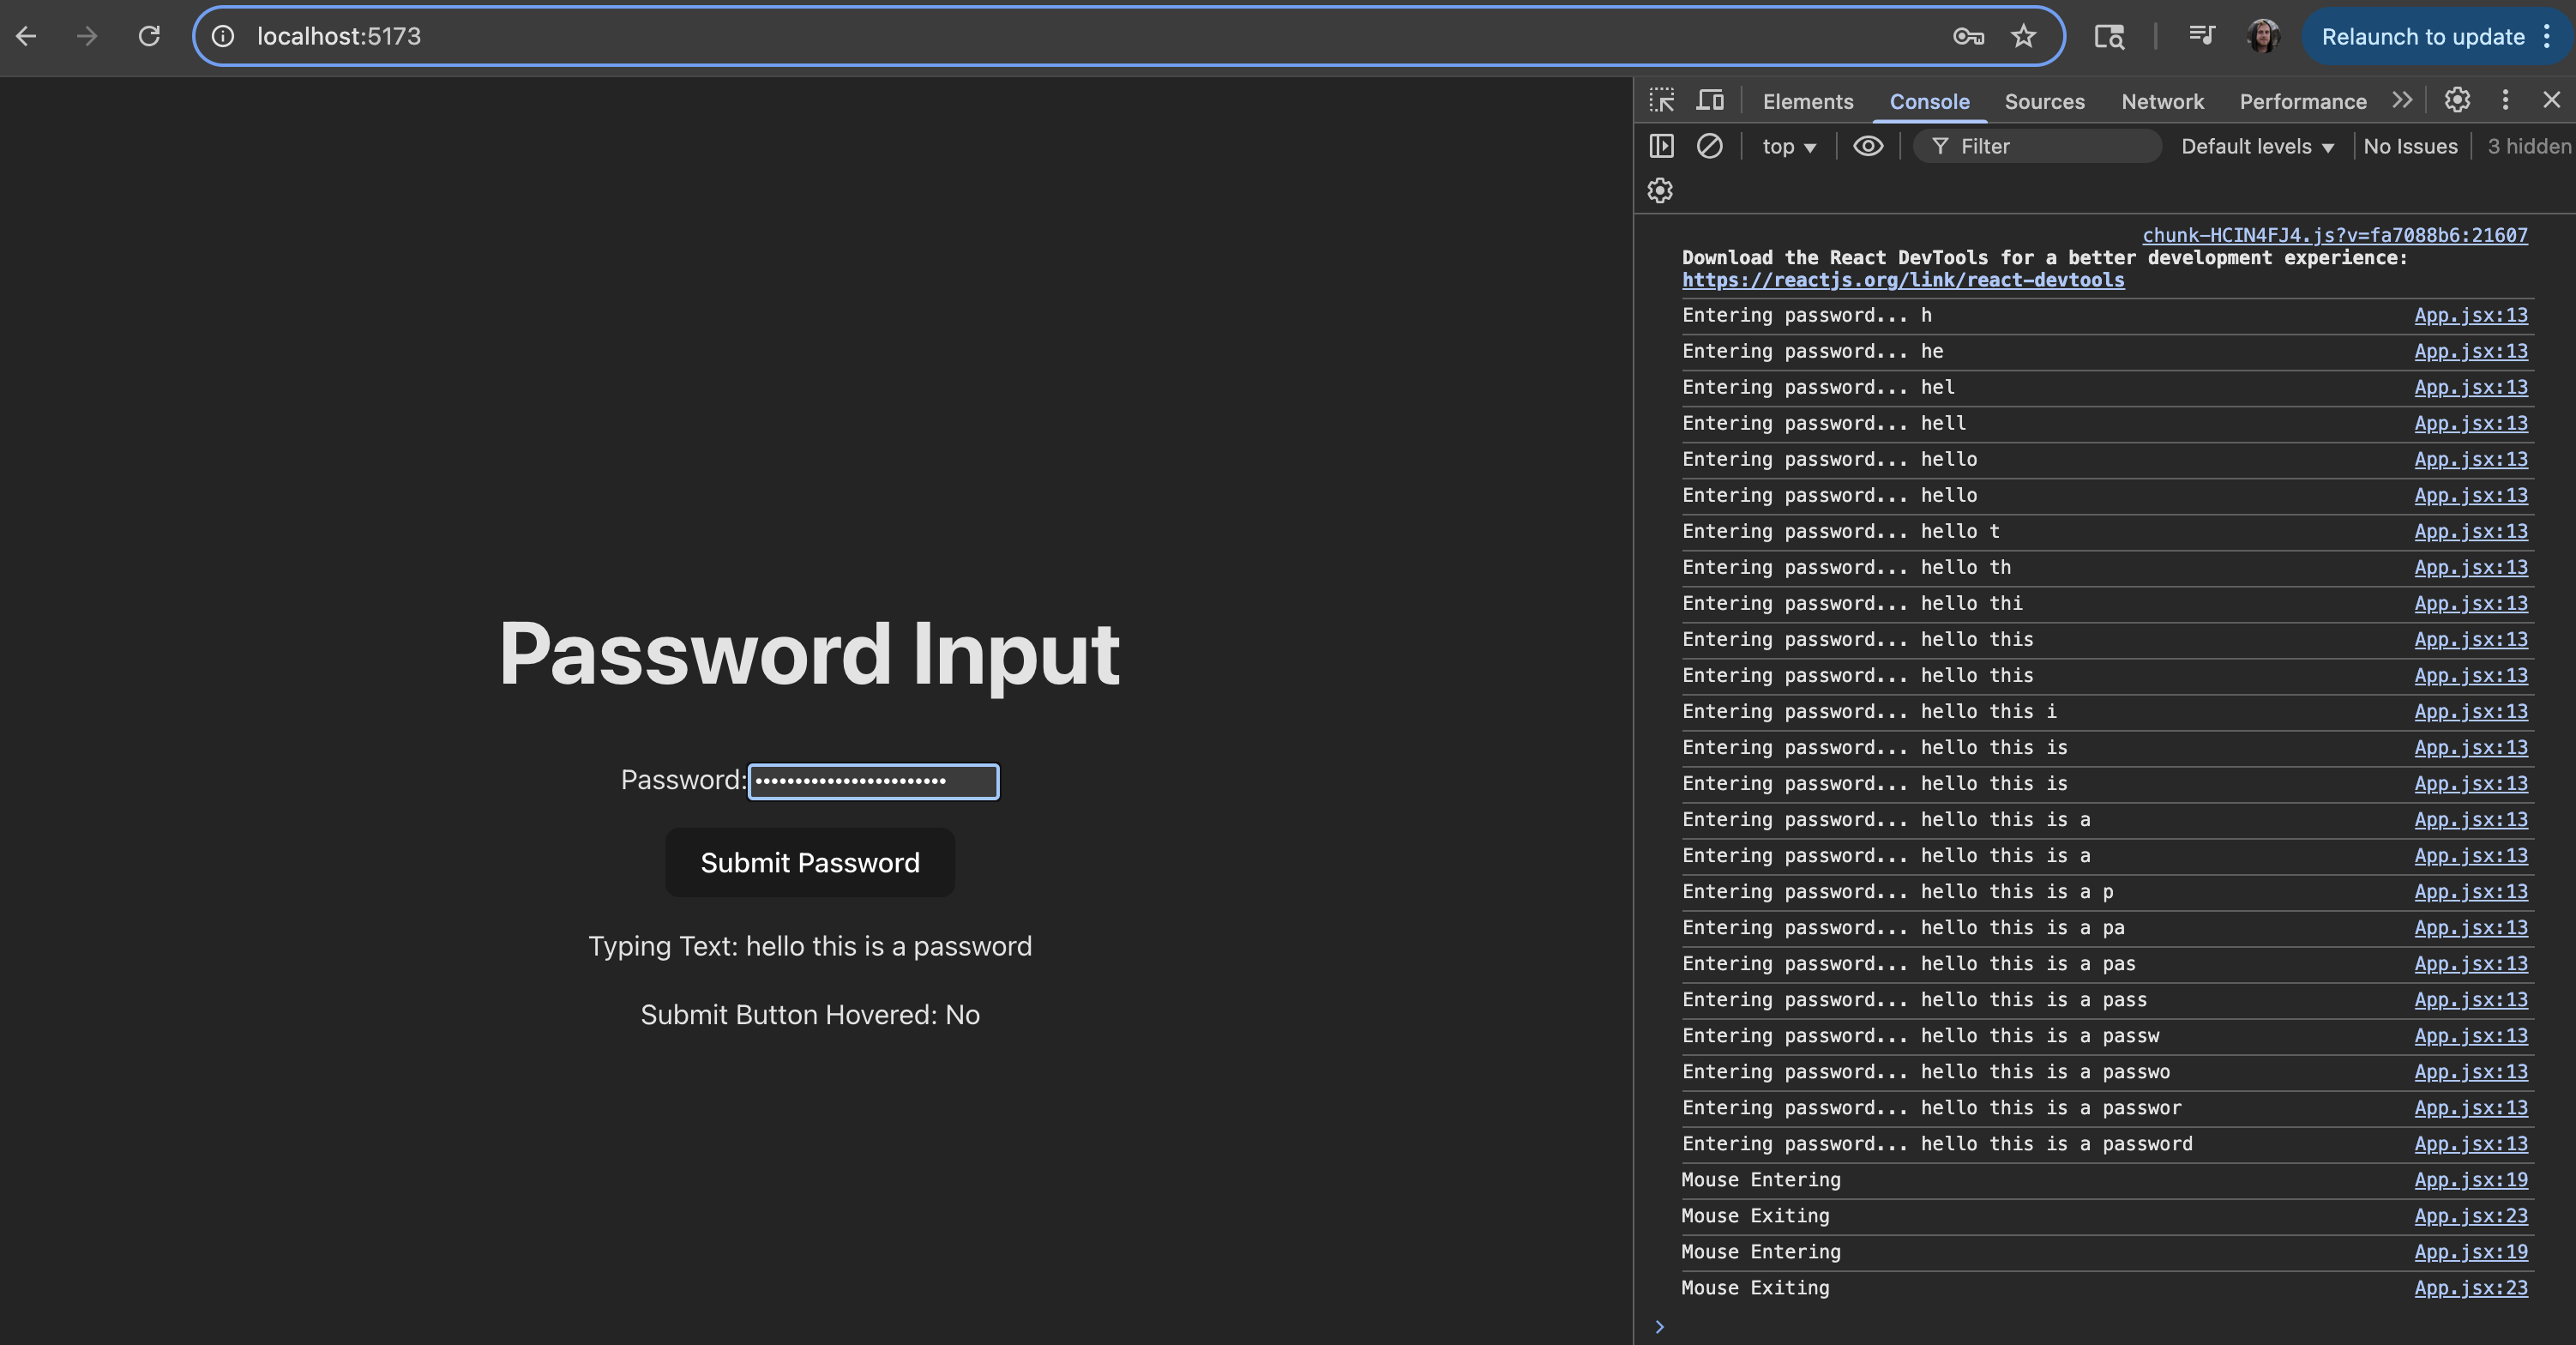 localhost:5173
Relaunch to update
Elements Console Sources Network Performance
top Filter Default levels No Issues 3 hidden
chunk-HCIN4FJ4.js?v=fa7088b6:21607
Download the React DevTools for a better development experience:
https://reactjs.org/link/react-devtools
Entering password... h App.jsx:13
Entering password... he App.jsx:13
Entering password... hel App.jsx:13
Entering password... hell App.jsx:13
Entering password... hello App.jsx:13
Entering password... hello App.jsx:13
Entering password... hello t App.jsx:13
Entering password... hello th App.jsx:13
Entering password... hello thi App.jsx:13
Entering password... hello this App.jsx:13
Entering password... hello this App.jsx:13
Entering password... hello this i App.jsx:13
Entering password... hello this is App.jsx:13
Entering password... hello this is App.jsx:13
Entering password... hello this is a App.jsx:13
Entering password... hello this is a App.jsx:13
Entering password... hello this is a p App.jsx:13
Entering password... hello this is a pa App.jsx:13
Entering password... hello this is a pas App.jsx:13
Entering password... hello this is a pass App.jsx:13
Entering password... hello this is a passw App.jsx:13
Entering password... hello this is a passwo App.jsx:13
Entering password... hello this is a passwor App.jsx:13
Entering password... hello this is a password App.jsx:13
Mouse Entering App.jsx:19
Mouse Exiting App.jsx:23
Mouse Entering App.jsx:19
Mouse Exiting App.jsx:23
Password Input
Password: ••••••••••••••••••••••••
Submit Password
Typing Text: hello this is a password
Submit Button Hovered: No